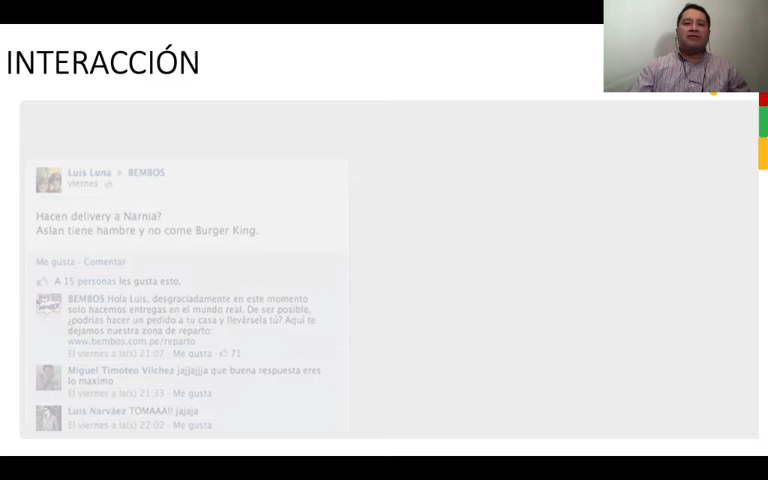 INTERACCIÓN
Luis Luna ▸ BEMBOS
viernes
Hacen delivery a Narnia?
Aslan tiene hambre y no come Burger King.
Me gusta · Comentar
A 15 personas les gusta esto.
BEMBOS Hola Luis, desgraciadamente en este momento
solo hacemos entregas en el mundo real. De ser posible,
¿podrías hacer un pedido a tu casa y llevársela tú? Aquí te
dejamos nuestra zona de reparto:
www.bembos.com.pe/reparto
El viernes a la(s) 21:07 · Me gusta · 71
Miguel Timoteo Vilchez jajjajjja que buena respuesta eres
lo maximo
El viernes a la(s) 21:33 · Me gusta
Luis Narváez TOMAAA!! jajaja
El viernes a la(s) 22:02 · Me gusta